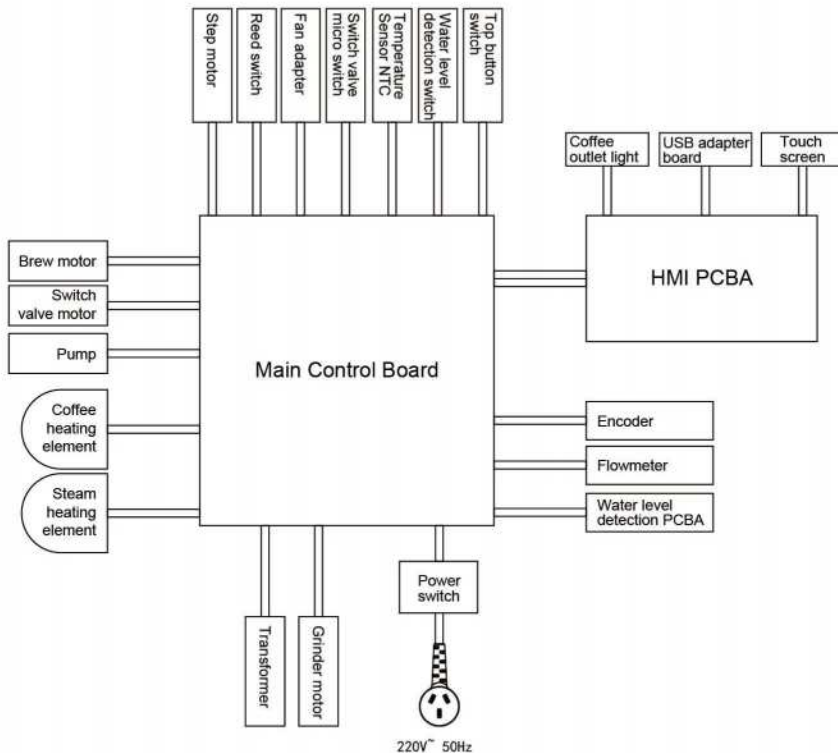 Step motor
Reed switch
Fan adapter
Switch valve
micro switch
Temperature
Sensor NTC
Water level
detection switch
Top button
switch
Coffee
outlet light
USB adapter
board
Touch
screen
Brew motor
Switch
valve motor
Pump
Coffee
heating
element
Steam
heating
element
Main Control Board
HMI PCBA
Encoder
Flowmeter
Water level
detection PCBA
Power
switch
Transformer
Grinder motor
220V~ 50Hz